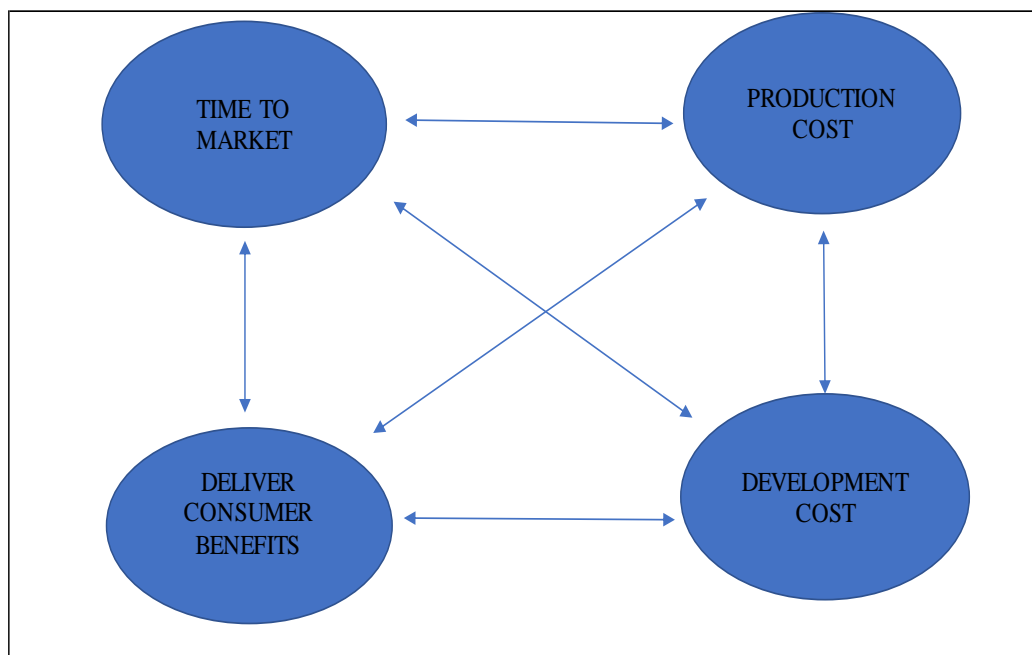 TIME TO
MARKET
PRODUCTION
COST
DELIVER
CONSUMER
BENEFITS
DEVELOPMENT
COST